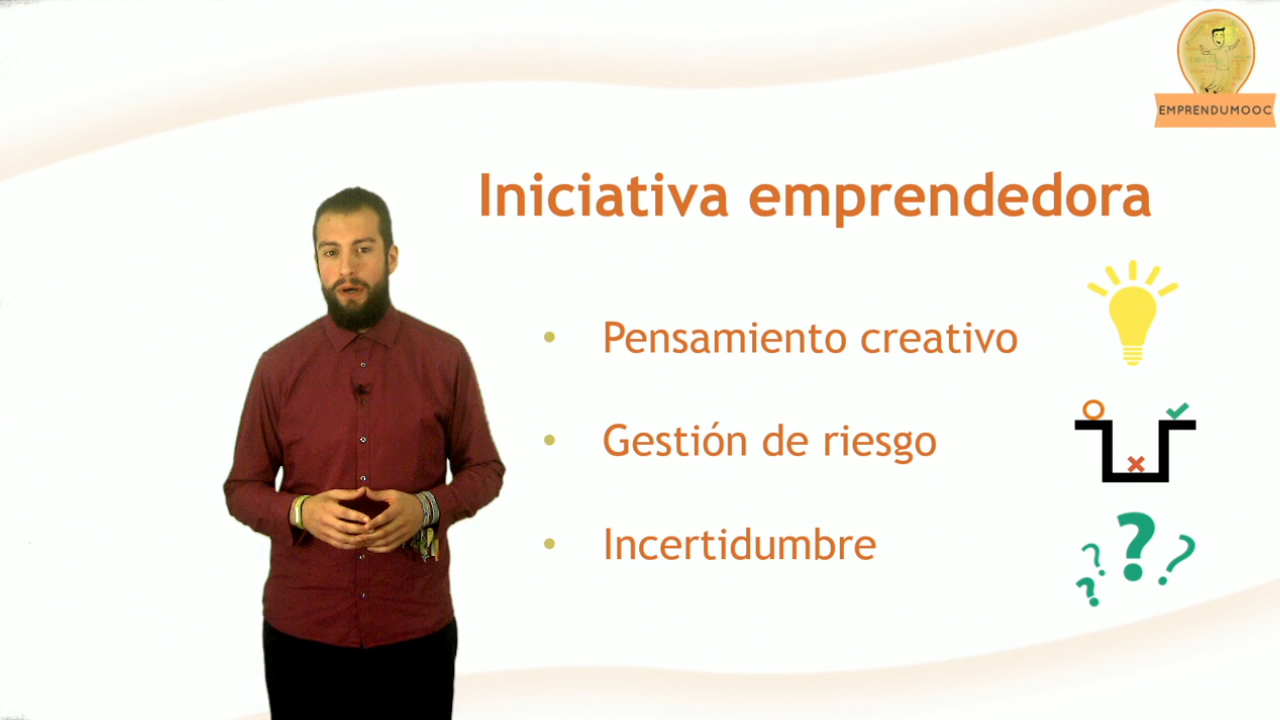 EMPRENDUMOOC
Iniciativa emprendedora
• Pensamiento creativo
• Gestión de riesgo
• Incertidumbre